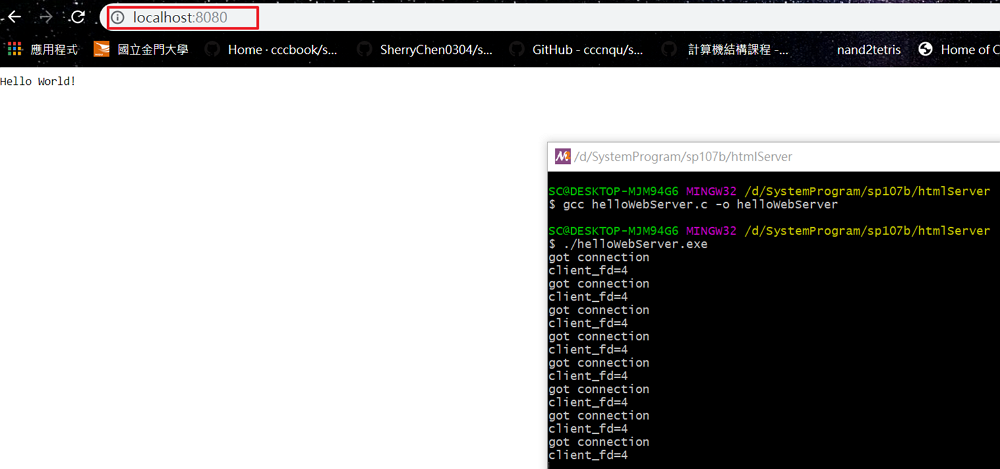 localhost:8080
應用程式 國立金門大學 Home · cccbook/s... SherryChen0304/s... GitHub - cccnqu/s... 計算機結構課程 -... nand2tetris Home of C
Hello World!
/d/SystemProgram/sp107b/htmlServer
SC@DESKTOP-MJM94G6 MINGW32 /d/SystemProgram/sp107b/htmlServer
$ gcc helloWebServer.c -o helloWebServer
SC@DESKTOP-MJM94G6 MINGW32 /d/SystemProgram/sp107b/htmlServer
$ ./helloWebServer.exe
got connection
client_fd=4
got connection
client_fd=4
got connection
client_fd=4
got connection
client_fd=4
got connection
client_fd=4
got connection
client_fd=4
got connection
client_fd=4
got connection
client_fd=4